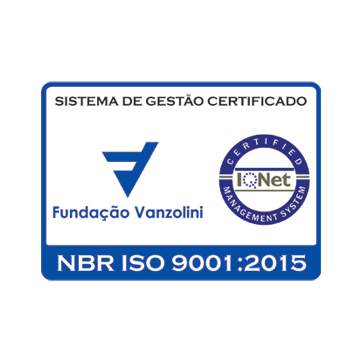 SISTEMA DE GESTÃO CERTIFICADO
Fundação Vanzolini
CERTIFIED
IQNet
MANAGEMENT SYSTEM
NBR ISO 9001:2015